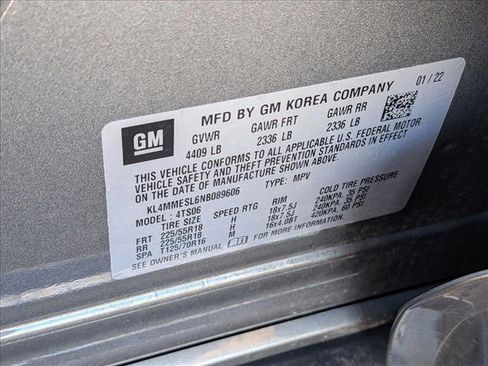 MFD BY GM KOREA COMPANY 01/22
GM
GVWR GAWR FRT GAWR RR
4409 LB 2336 LB 2336 LB
THIS VEHICLE CONFORMS TO ALL APPLICABLE U.S. FEDERAL MOTOR
VEHICLE SAFETY AND THEFT PREVENTION STANDARDS IN EFFECT
ON THE DATE OF MANUFACTURE SHOWN ABOVE.
KL4MMESL6NB089606 TYPE: MPV
MODEL: 4TS06
TIRE SIZE SPEED RTG RIM COLD TIRE PRESSURE
FRT 225/55R18 H 18x7.5J 240KPA, 35 PSI
RR 225/55R18 H 18x7.5J 240KPA, 35 PSI
SPA T125/70R16 M 16x4.0BT 420KPA, 60 PSI
SEE OWNER'S MANUAL FOR MORE INFORMATION